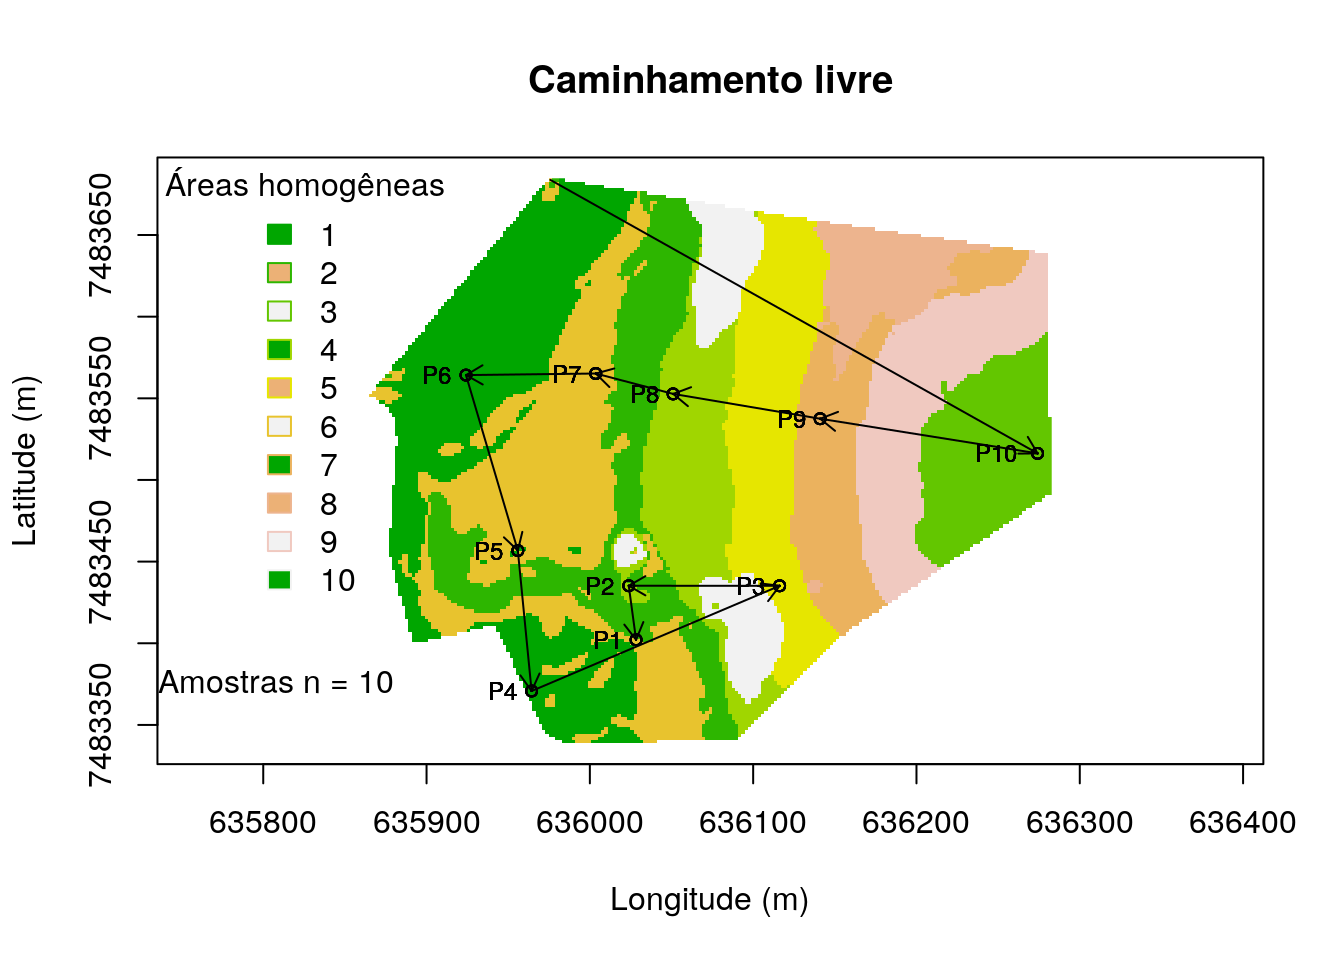 Caminhamento livre
Áreas homogêneas
1
2
3
4
5
6
7
8
9
10
Amostras n = 10
P6
P7
P8
P9
P10
P5
P2
P3
P1
P4
Latitude (m)
7483650
7483550
7483450
7483350
635800
635900
636000
636100
636200
636300
636400
Longitude (m)